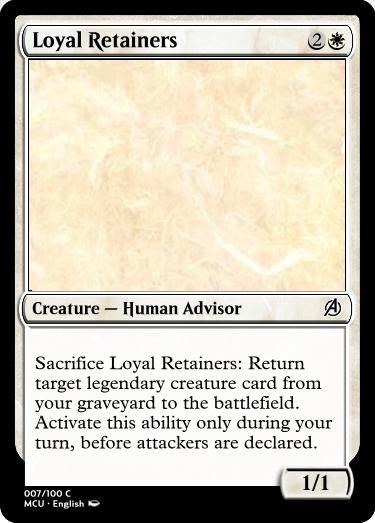 Loyal Retainers 2
Creature — Human Advisor
Sacrifice Loyal Retainers: Return
target legendary creature card from
your graveyard to the battlefield.
Activate this ability only during your
turn, before attackers are declared.
1/1
007/100 C
MCU • English